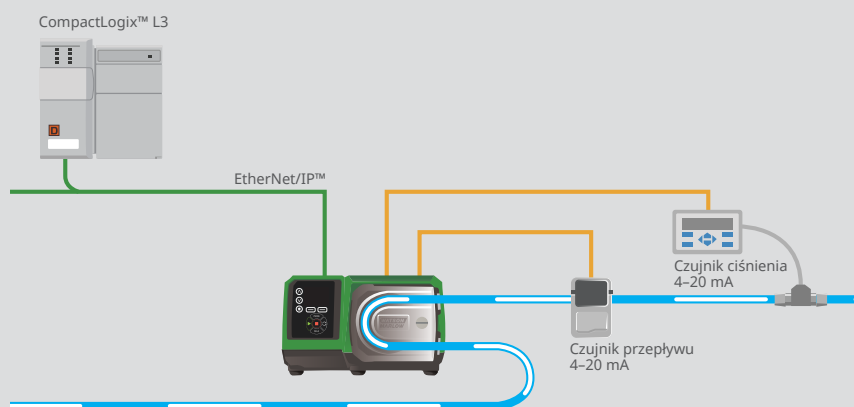 CompactLogix™ L3
EtherNet/IP™
Czujnik ciśnienia
4–20 mA
Czujnik przepływu
4–20 mA